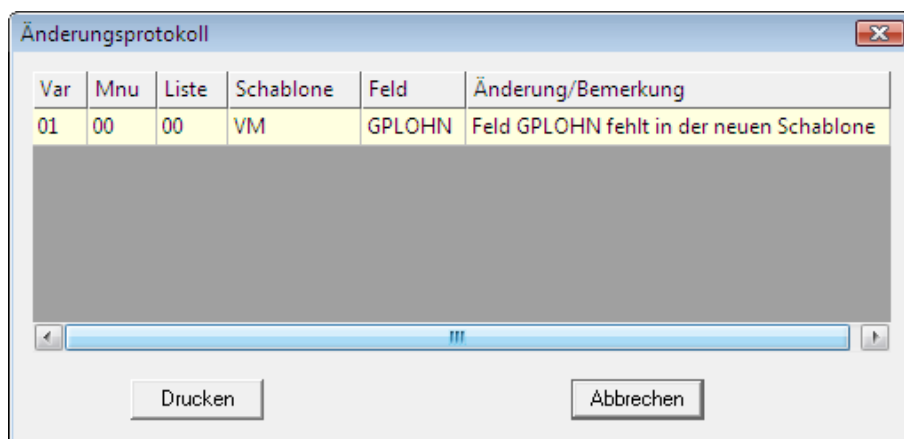 Änderungsprotokoll
Var Mnu Liste Schablone Feld Änderung/Bemerkung
01 00 00 VM GPLOHN Feld GPLOHN fehlt in der neuen Schablone
Drucken Abbrechen